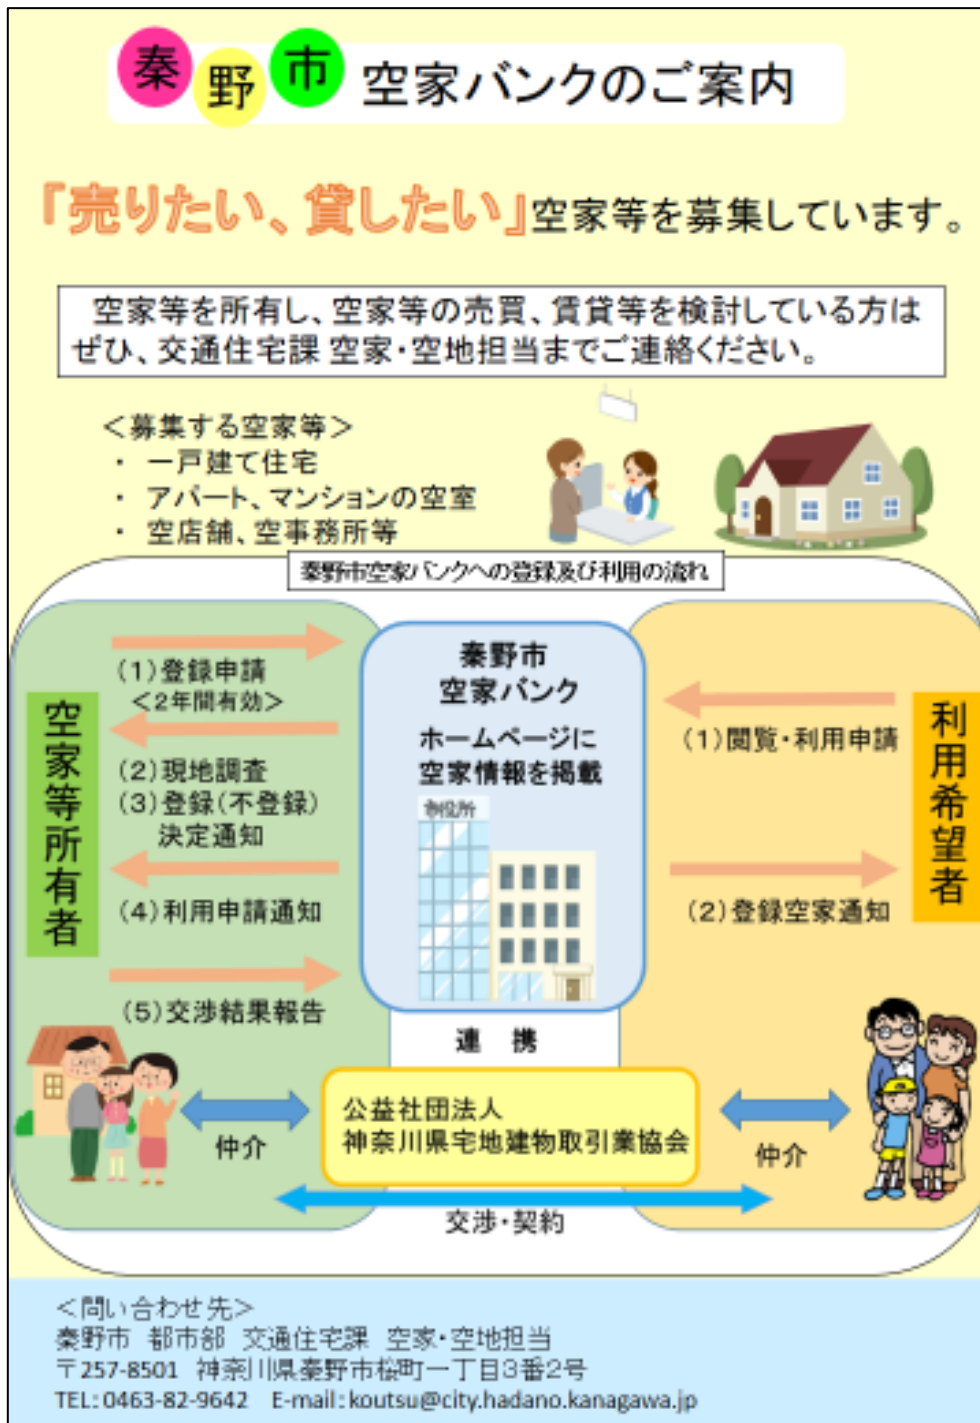 秦野市 空家バンクのご案内
『売りたい、貸したい』空家等を募集しています。
空家等を所有し、空家等の売買、賃貸等を検討している方は
ぜひ、交通住宅課 空家・空地担当までご連絡ください。
＜募集する空家等＞
・ 一戸建て住宅
・ アパート、マンションの空室
・ 空店舗、空事務所等
秦野市空家バンクへの登録及び利用の流れ
空家等所有者
(1)登録申請
＜2年間有効＞
(2)現地調査
(3)登録(不登録)
決定通知
(4)利用申請通知
(5)交渉結果報告
秦野市
空家バンク
ホームページに
空家情報を掲載
市役所
利用希望者
(1)閲覧・利用申請
(2)登録空家通知
連 携
公益社団法人
神奈川県宅地建物取引業協会
仲介
仲介
交渉・契約
＜問い合わせ先＞
秦野市 都市部 交通住宅課 空家・空地担当
〒257-8501 神奈川県秦野市桜町一丁目3番2号
TEL：0463-82-9642 E-mail：koutsu@city.hadano.kanagawa.jp